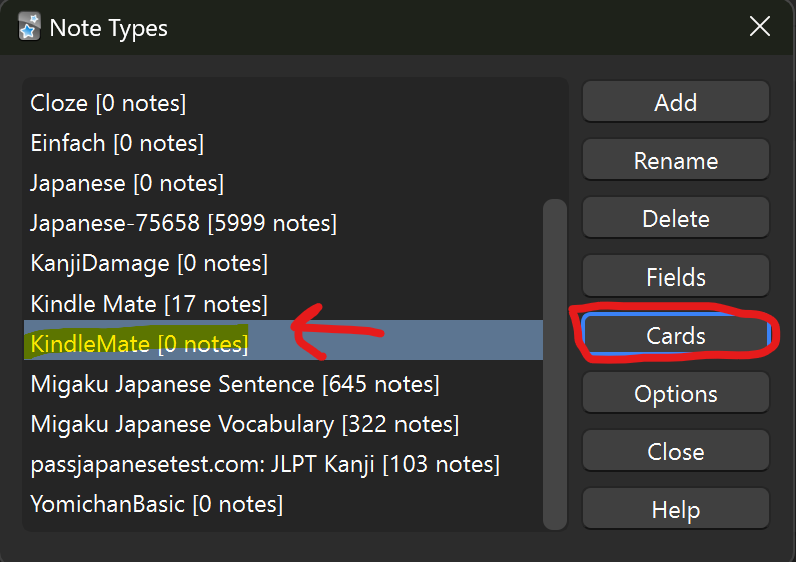 Note Types
Cloze [0 notes]
Einfach [0 notes]
Japanese [0 notes]
Japanese-75658 [5999 notes]
KanjiDamage [0 notes]
Kindle Mate [17 notes]
KindleMate [0 notes]
Migaku Japanese Sentence [645 notes]
Migaku Japanese Vocabulary [322 notes]
passjapanesetest.com: JLPT Kanji [103 notes]
YomichanBasic [0 notes]
Add
Rename
Delete
Fields
Cards
Options
Close
Help